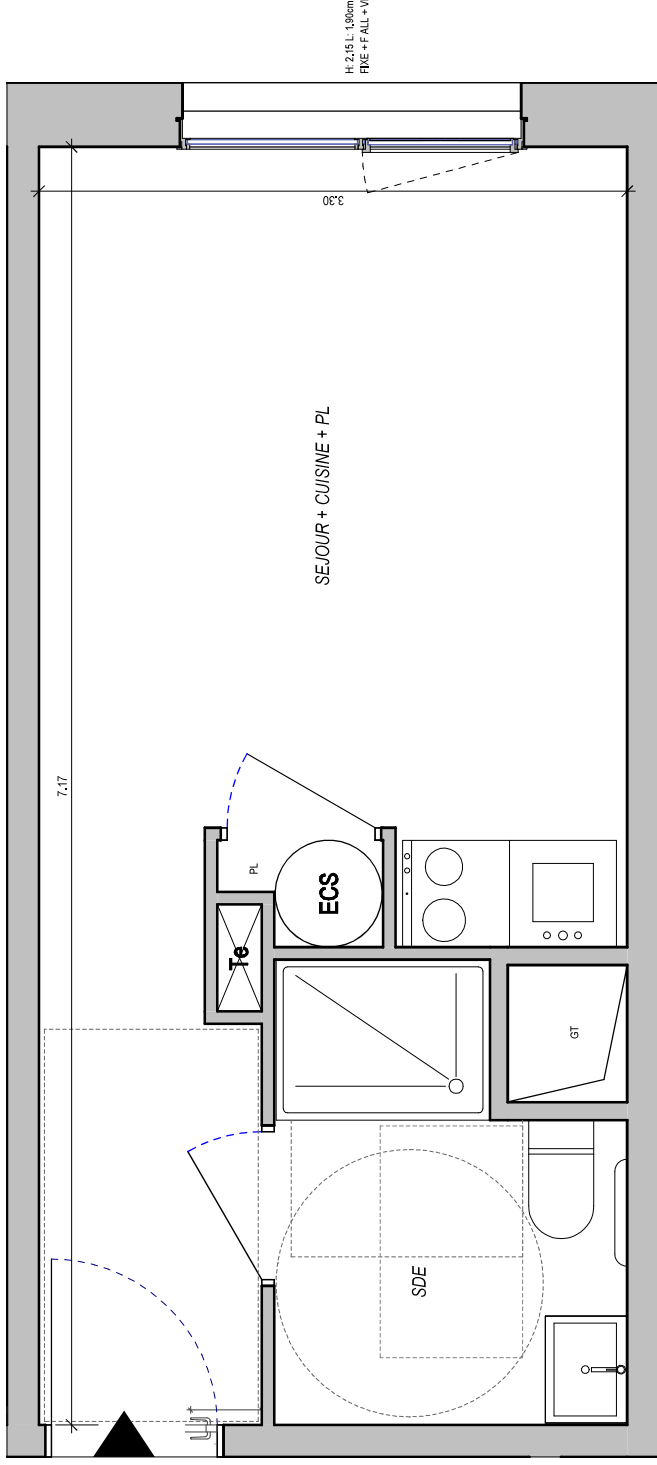 H: 2.15 L: 1.90cm
FIXE + F ALL + V
3.30
7.17
SEJOUR + CUISINE + PL
PL
ECS
Te
GT
SDE